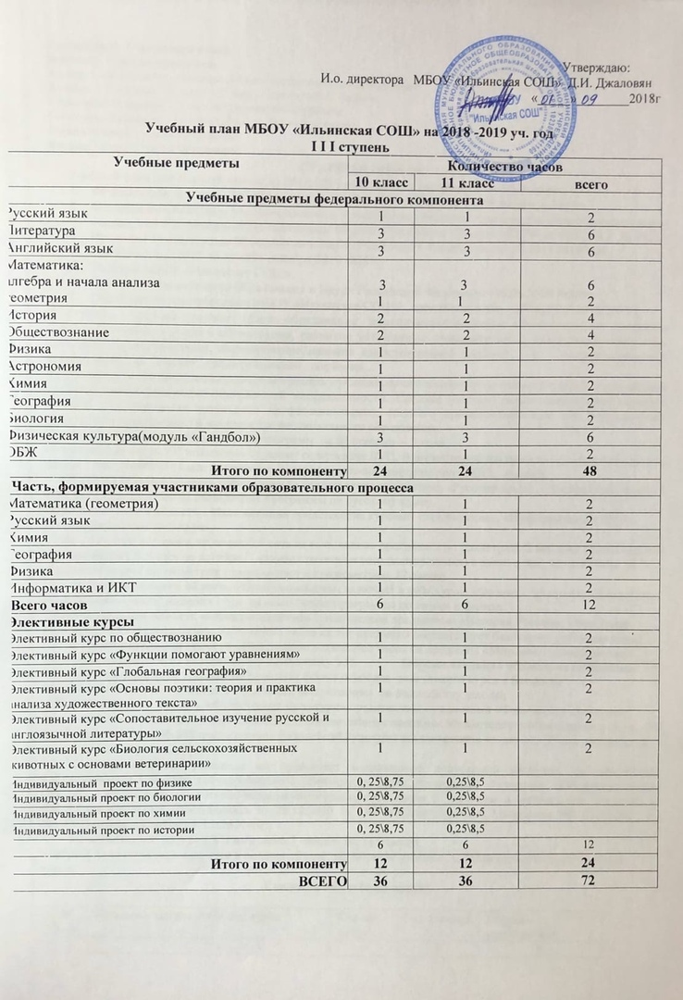 Утверждаю:
И.о. директора МБОУ «Ильинская СОШ» Д.И. Джаловян
« 01 » 09 2018г
"Ильинская СОШ"
Учебный план МБОУ «Ильинская СОШ» на 2018 -2019 уч. год
I I I ступень
Учебные предметы Количество часов
10 класс 11 класс всего
Учебные предметы федерального компонента
Русский язык 1 1 2
Литература 3 3 6
Английский язык 3 3 6
Математика:
алгебра и начала анализа 3 3 6
геометрия 1 1 2
История 2 2 4
Обществознание 2 2 4
Физика 1 1 2
Астрономия 1 1 2
Химия 1 1 2
География 1 1 2
Биология 1 1 2
Физическая культура(модуль «Гандбол») 3 3 6
ОБЖ 1 1 2
Итого по компоненту 24 24 48
Часть, формируемая участниками образовательного процесса
Математика (геометрия) 1 1 2
Русский язык 1 1 2
Химия 1 1 2
География 1 1 2
Физика 1 1 2
Информатика и ИКТ 1 1 2
Всего часов 6 6 12
Элективные курсы
Элективный курс по обществознанию 1 1 2
Элективный курс «Функции помогают уравнениям» 1 1 2
Элективный курс «Глобальная география» 1 1 2
Элективный курс «Основы поэтики: теория и практика 1 1 2
анализа художественного текста»
Элективный курс «Сопоставительное изучение русской и 1 1 2
англоязычной литературы»
Элективный курс «Биология сельскохозяйственных 1 1 2
животных с основами ветеринарии»
Индивидуальный проект по физике 0, 25\8,75 0,25\8,5
Индивидуальный проект по биологии 0, 25\8,75 0,25\8,5
Индивидуальный проект по химии 0, 25\8,75 0,25\8,5
Индивидуальный проект по истории 0, 25\8,75 0,25\8,5
6 6 12
Итого по компоненту 12 12 24
ВСЕГО 36 36 72